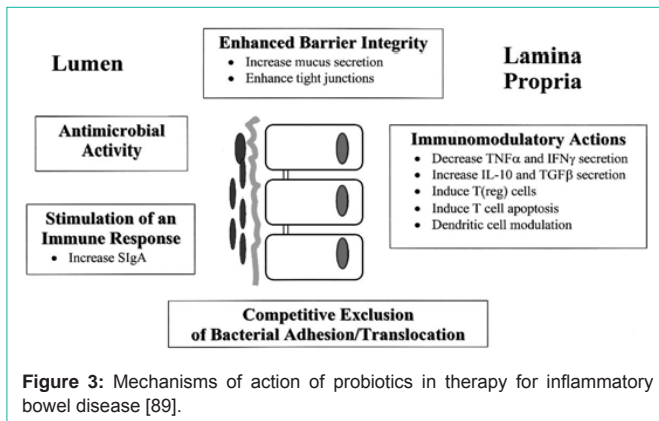 Lumen
Enhanced Barrier Integrity
• Increase mucus secretion
• Enhance tight junctions
Lamina
Propria
Antimicrobial
Activity
Stimulation of an
Immune Response
• Increase SIgA
Immunomodulatory Actions
• Decrease TNFα and IFNγ secretion
• Increase IL-10 and TGFβ secretion
• Induce T(reg) cells
• Induce T cell apoptosis
• Dendritic cell modulation
Competitive Exclusion
of Bacterial Adhesion/Translocation
Figure 3: Mechanisms of action of probiotics in therapy for inflammatory
bowel disease [89].